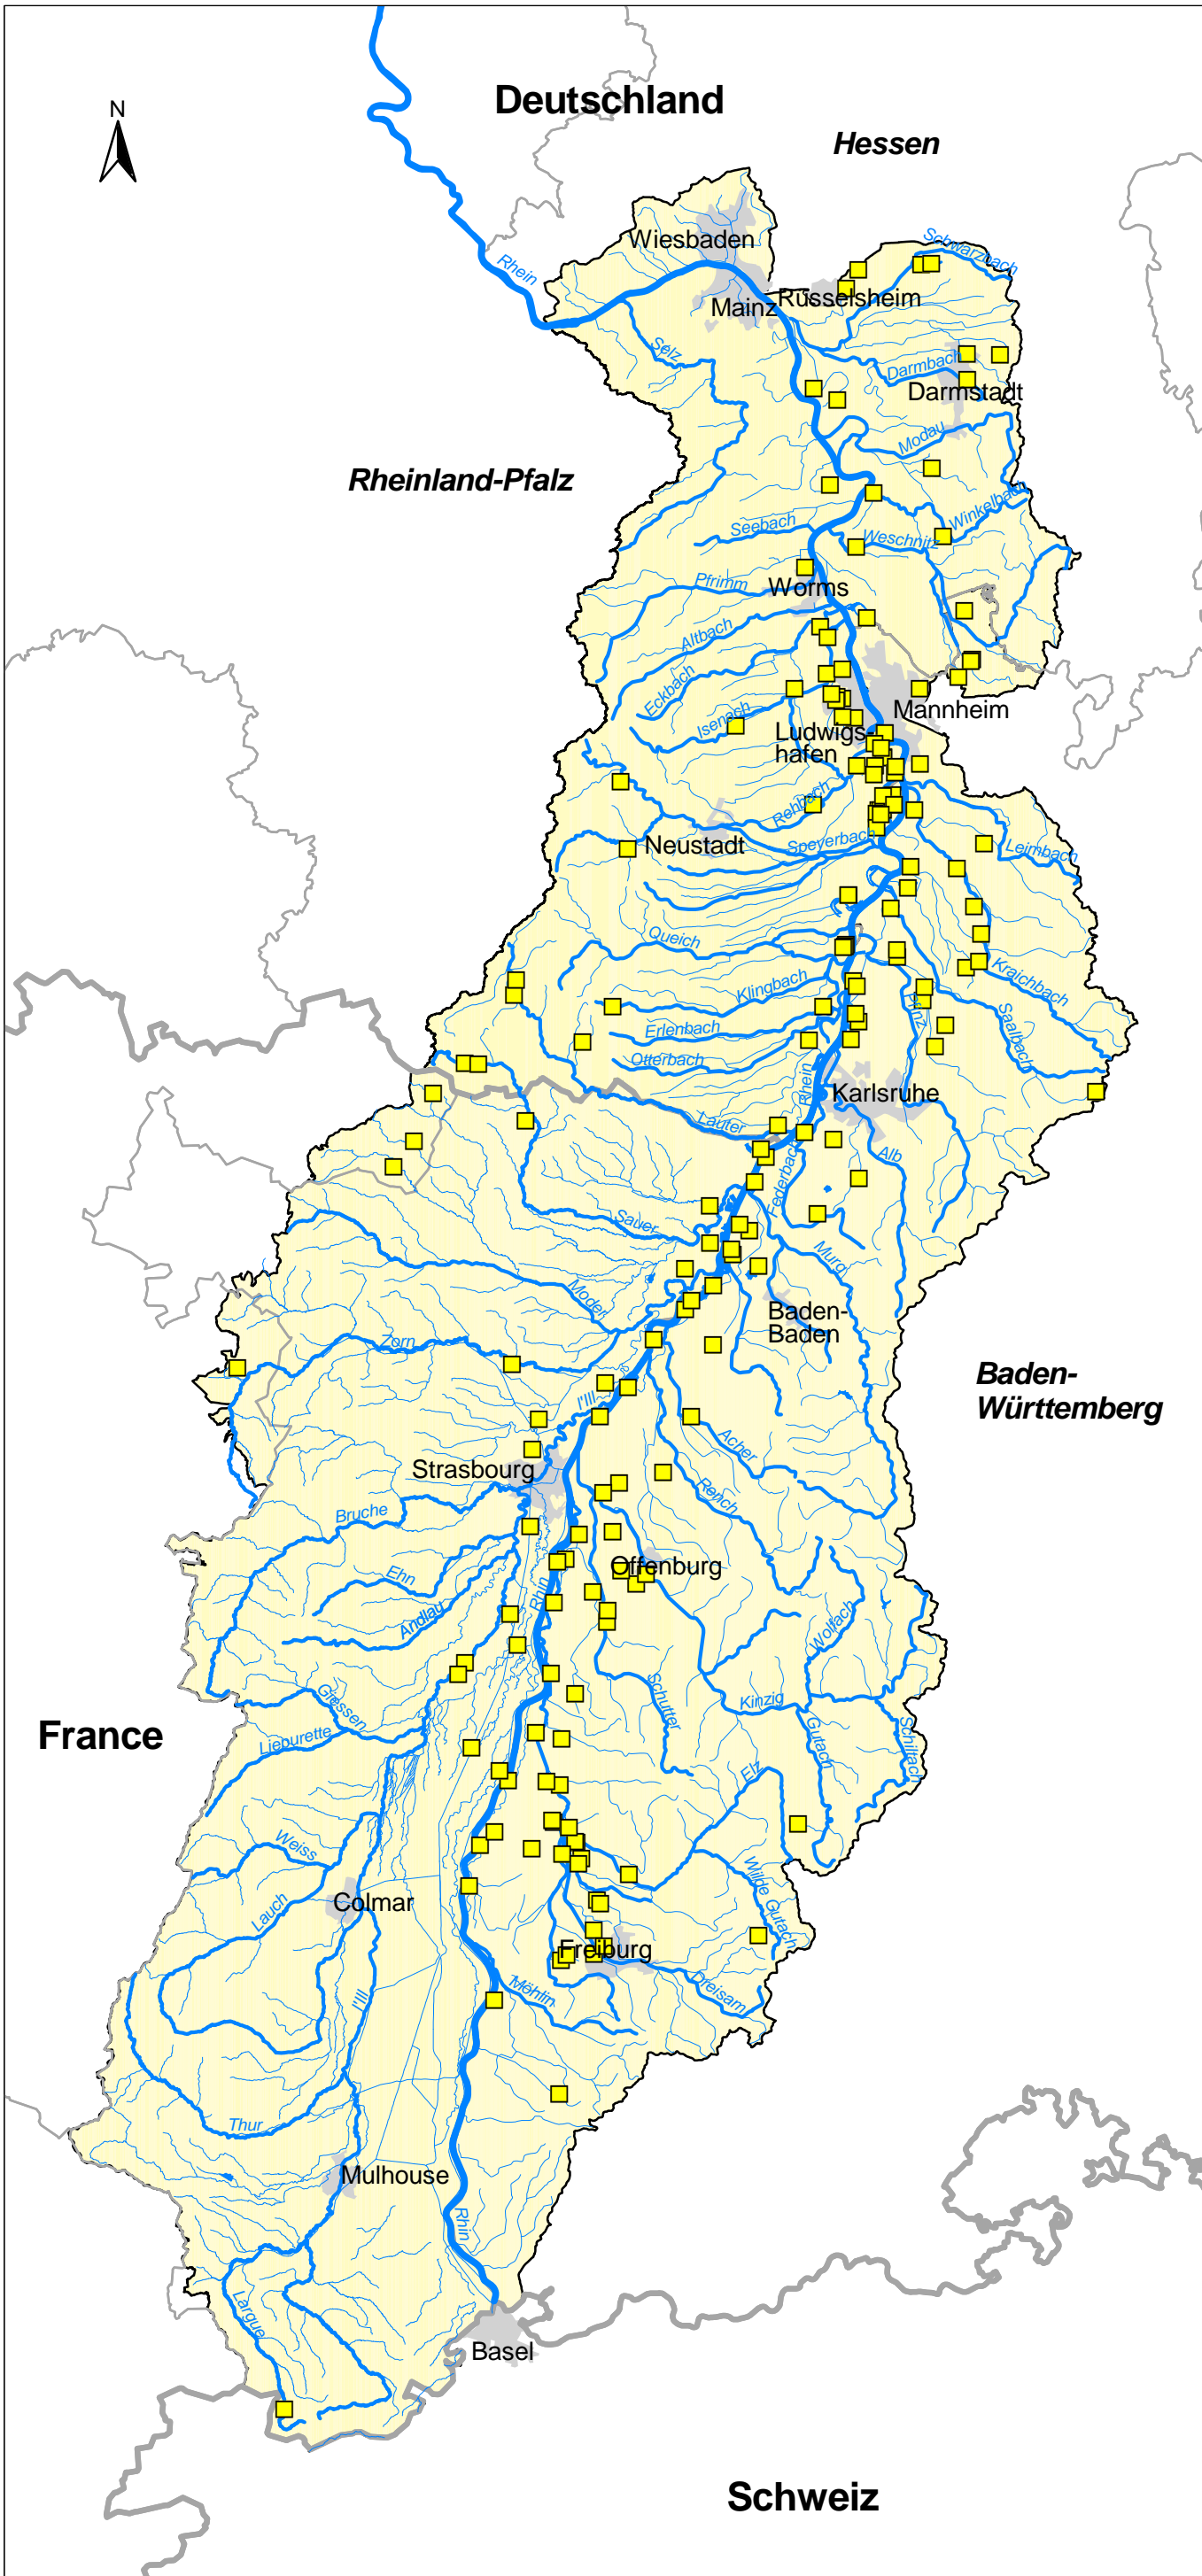 Deutschland
N
Hessen
Schwarzbach
Wiesbaden
Rhein
Rüsselsheim
Mainz
Selz
Darmbach
Darmstadt
Modau
Rheinland-Pfalz
Winkelbach
Seebach
Weschnitz
Pfrimm
Worms
Altbach
Eckbach
Isenach
Mannheim
Ludwigs-
hafen
Rehbach
Neustadt
Speyerbach
Leimbach
Queich
Kraichbach
Klingbach
Pfinz
Saalbach
Erlenbach
Otterbach
Rhein
Karlsruhe
Lauter
Alb
Federbach
Sauer
Murg
Moder
Baden-
Baden
Zorn
Baden-
Württemberg
l'Ill
Acher
Strasbourg
Rench
Bruche
Offenburg
Ehn
Rhin
Andlau
Wolfach
Schutter
Kinzig
Giessen
France
Liepurette
Gutach
Schiltach
Elz
Weiss
Wilde Gutach
Colmar
Lauch
Freiburg
Dreisam
Möhlin
l'Ill
Thur
Mulhouse
Rhin
Largue
Basel
Schweiz